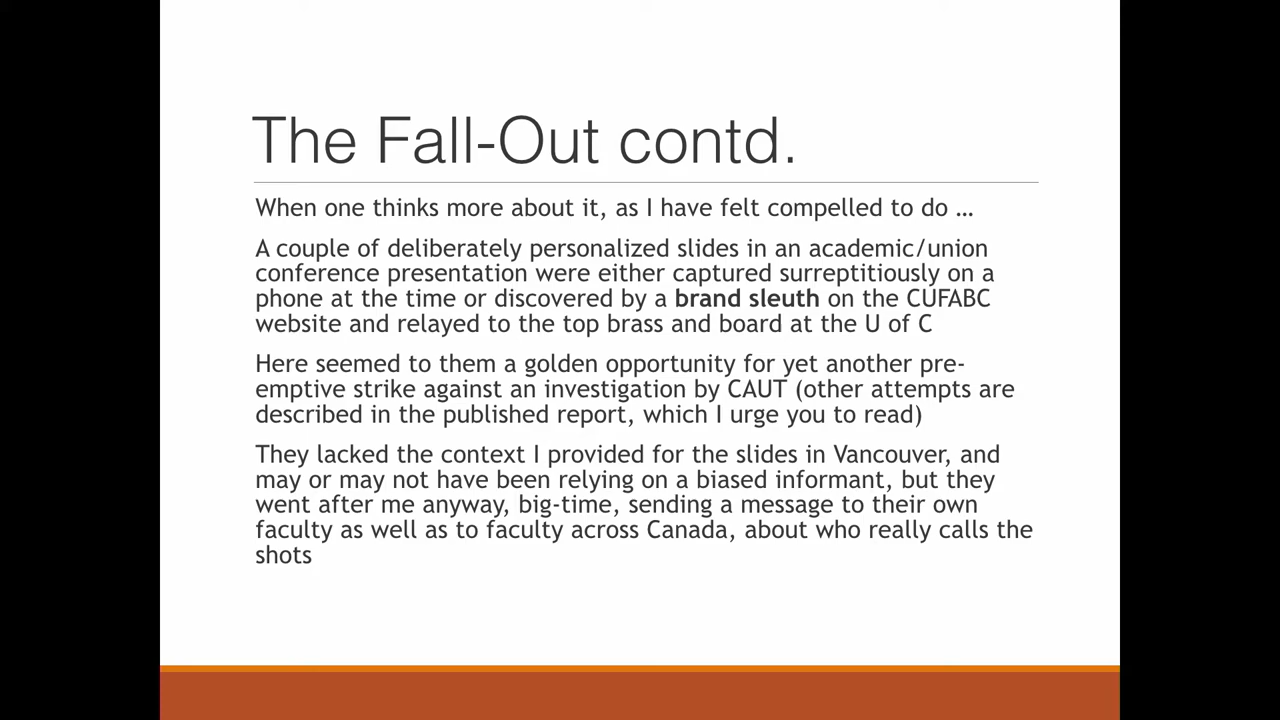 The Fall-Out contd.
When one thinks more about it, as I have felt compelled to do …
A couple of deliberately personalized slides in an academic/union
conference presentation were either captured surreptitiously on a
phone at the time or discovered by a brand sleuth on the CUFABC
website and relayed to the top brass and board at the U of C
Here seemed to them a golden opportunity for yet another pre-
emptive strike against an investigation by CAUT (other attempts are
described in the published report, which I urge you to read)
They lacked the context I provided for the slides in Vancouver, and
may or may not have been relying on a biased informant, but they
went after me anyway, big-time, sending a message to their own
faculty as well as to faculty across Canada, about who really calls the
shots